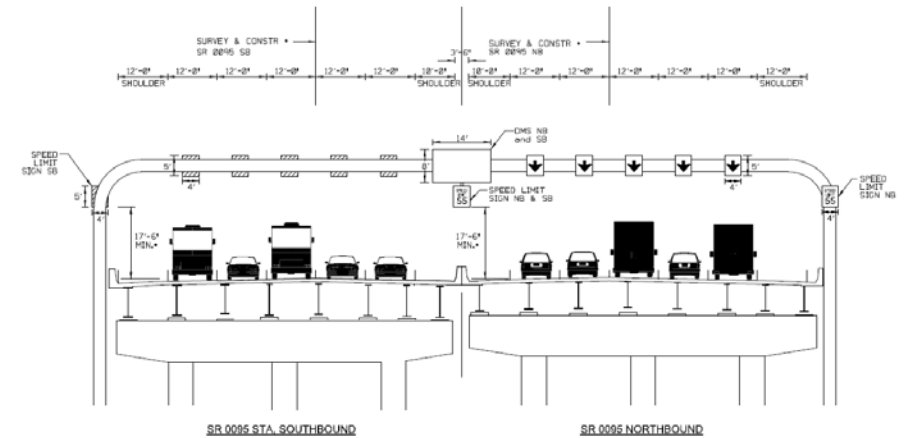 SURVEY & CONSTR •
SR 0095 SB
3'-6"
SURVEY & CONSTR •
SR 0095 NB
12'-0" 12'-0" 12'-0" 12'-0" 12'-0" 12'-0" 10'-0" 10'-0" 12'-0" 12'-0" 12'-0" 12'-0" 12'-0" 12'-0"
SHOULDER SHOULDER SHOULDER SHOULDER
14'
DMS NB
and SB
SPEED
LIMIT
SIGN SB
5'
8'
5'
4'
4'
SPEED LIMIT
SIGN NB & SB
55
SPEED
LIMIT
SIGN NB
55
4'
4'
17'-6"
MIN.•
17'-6"
MIN.•
SR 0095 STA. SOUTHBOUND
SR 0095 NORTHBOUND